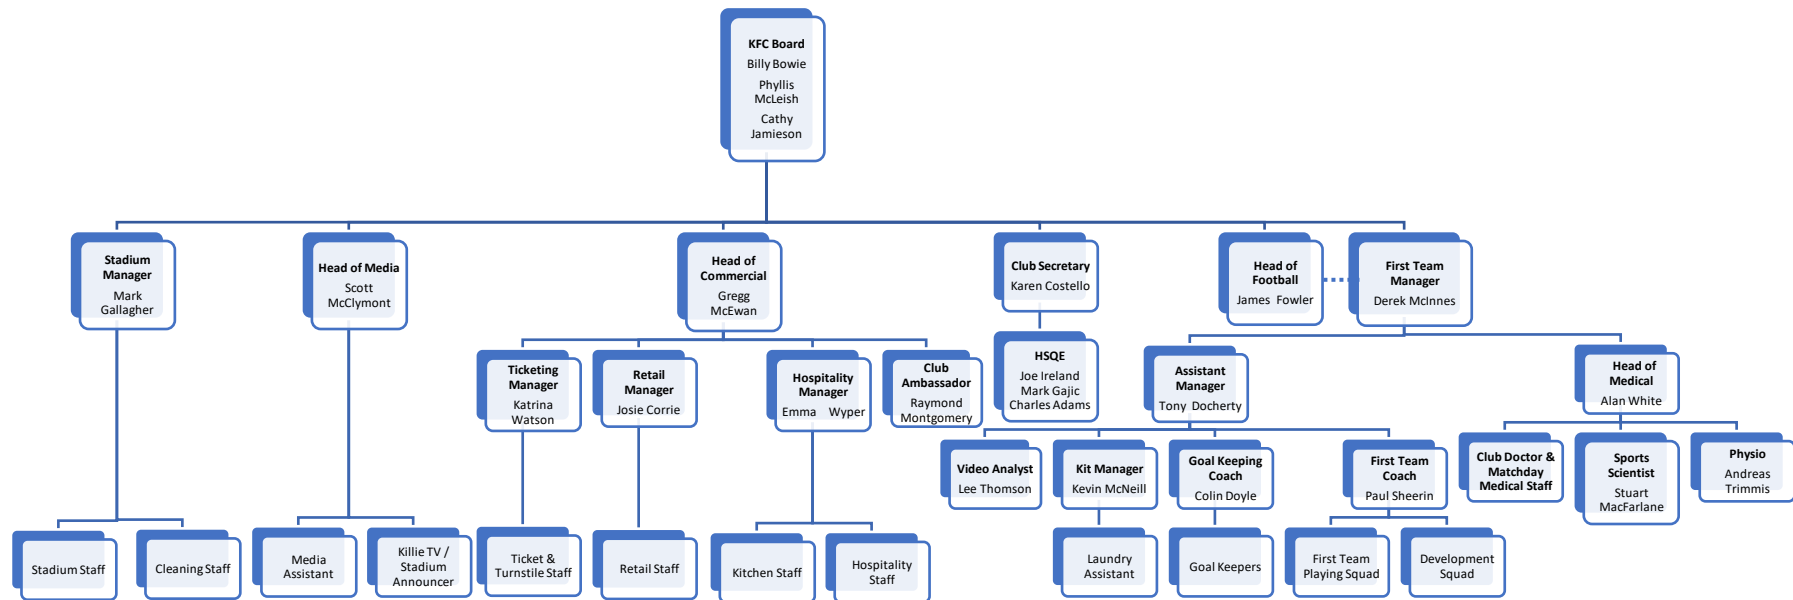 KFC Board
Billy Bowie
Phyllis
McLeish
Cathy
Jamieson
Stadium
Manager
Mark
Gallagher
Head of Media
Scott
McClymont
Head of
Commercial
Gregg
McEwan
Club Secretary
Karen Costello
Head of
Football
James Fowler
First Team
Manager
Derek McInnes
Ticketing
Manager
Katrina
Watson
Retail
Manager
Josie Corrie
Hospitality
Manager
Emma Wyper
Club
Ambassador
Raymond
Montgomery
HSQE
Joe Ireland
Mark Gajic
Charles Adams
Assistant
Manager
Tony Docherty
Head of
Medical
Alan White
Video Analyst
Lee Thomson
Kit Manager
Kevin McNeill
Goal Keeping
Coach
Colin Doyle
First Team
Coach
Paul Sheerin
Club Doctor &
Matchday
Medical Staff
Sports
Scientist
Stuart
MacFarlane
Physio
Andreas
Trimmis
Stadium Staff
Cleaning Staff
Media
Assistant
Killie TV /
Stadium
Announcer
Ticket &
Turnstile Staff
Retail Staff
Kitchen Staff
Hospitality
Staff
Laundry
Assistant
Goal Keepers
First Team
Playing Squad
Development
Squad